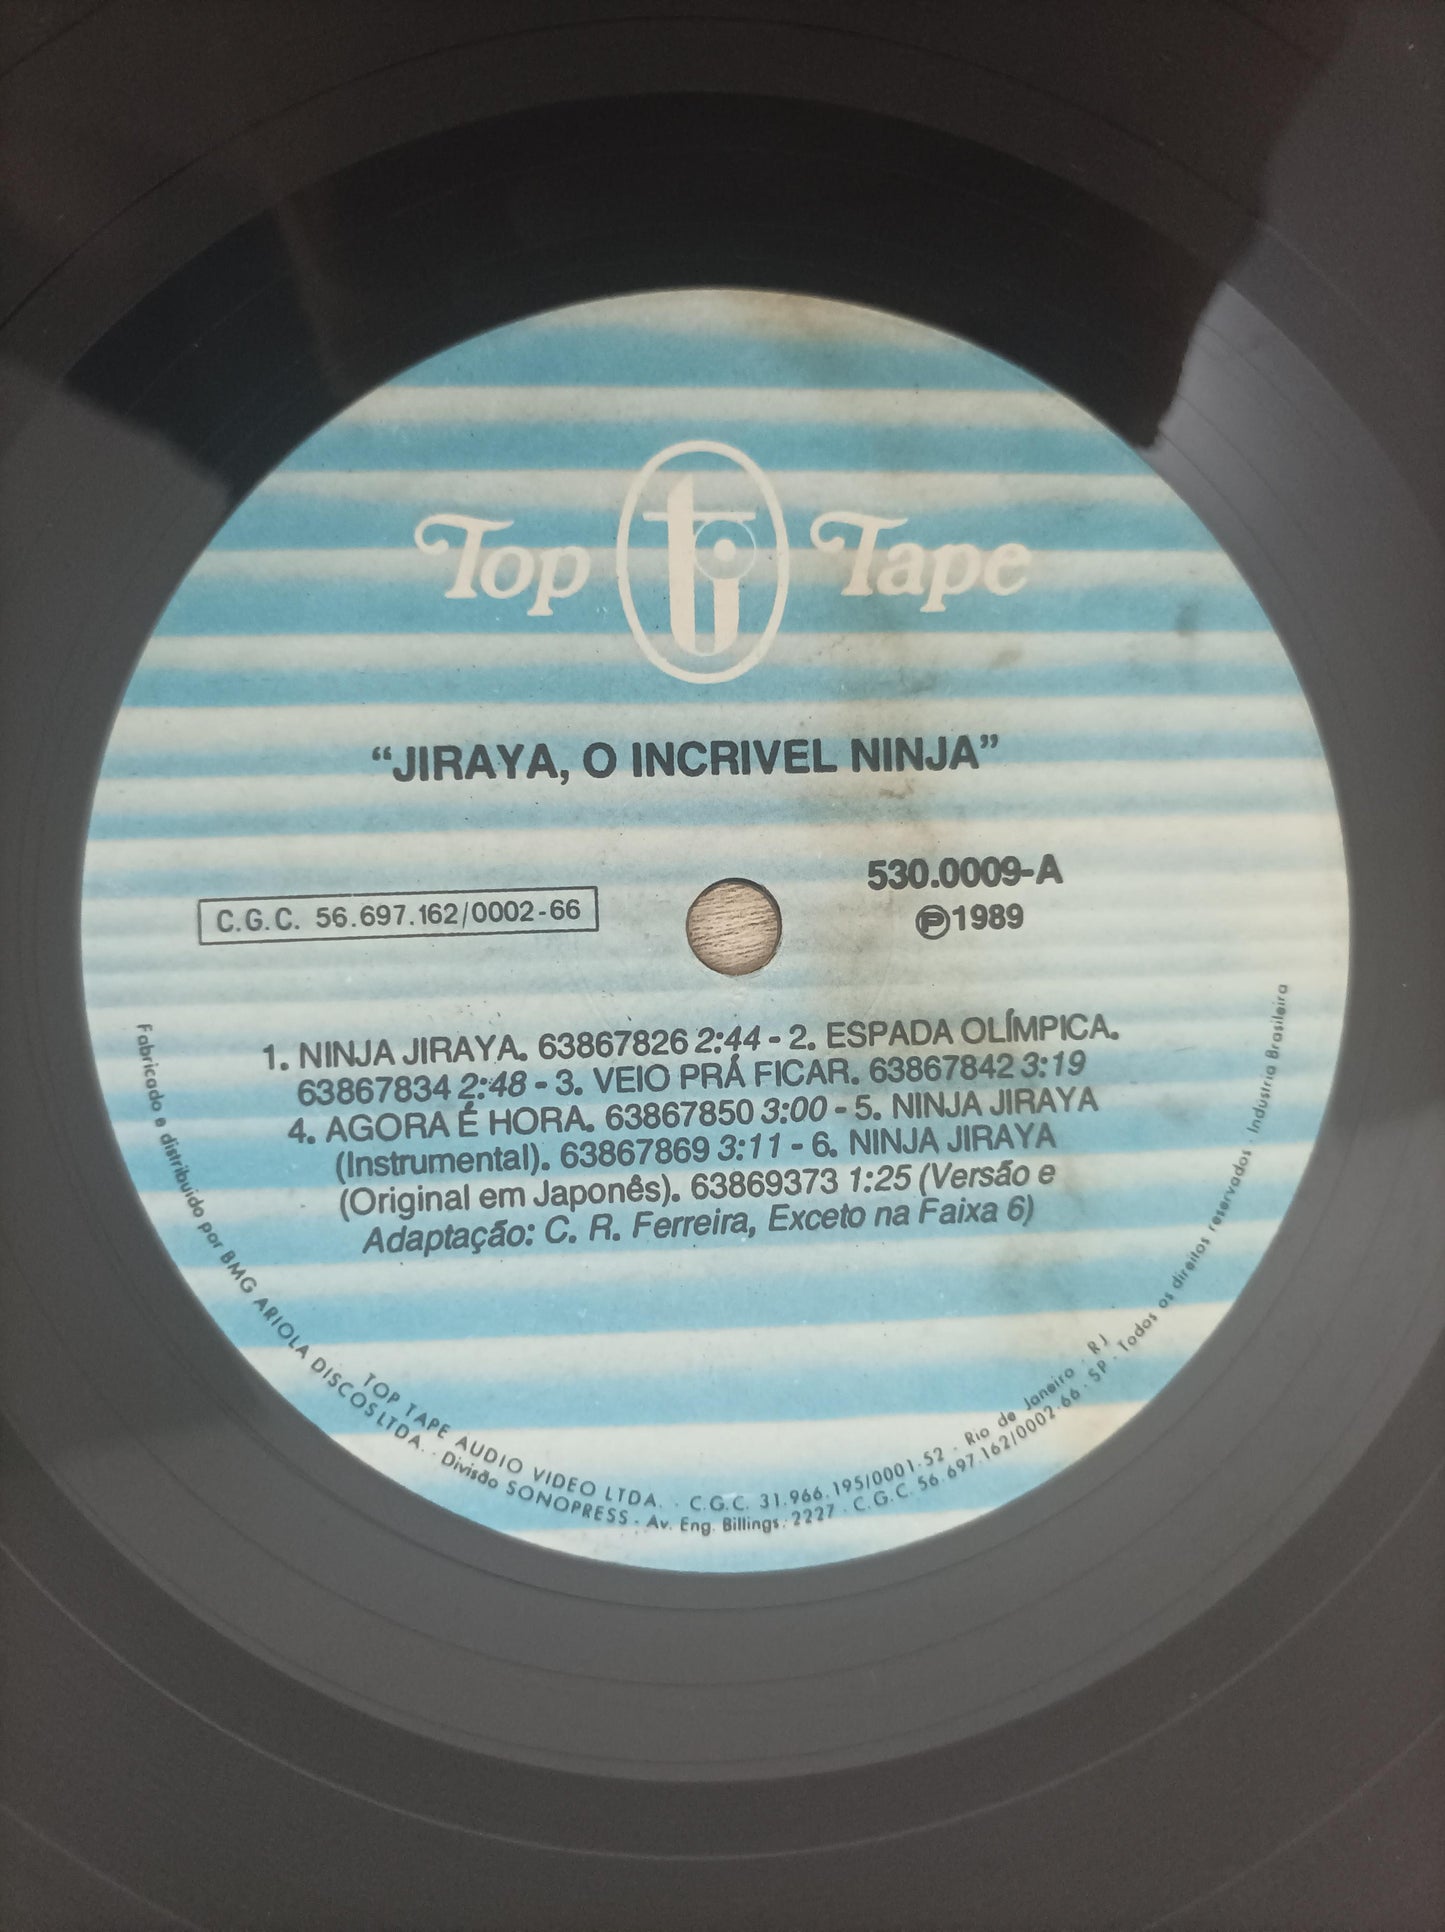 Top Tape
"JIRAYA, O INCRIVEL NINJA"
530.0009-A
C.G.C. 56.697.162/0002-66
℗1989
1. NINJA JIRAYA. 63867826 2:44 - 2. ESPADA OLÍMPICA.
63867834 2:48 - 3. VEIO PRÁ FICAR. 63867842 3:19
4. AGORA É HORA. 63867850 3:00 - 5. NINJA JIRAYA
(Instrumental). 63867869 3:11 - 6. NINJA JIRAYA
(Original em Japonês). 63869373 1:25 (Versão e
Adaptação: C. R. Ferreira, Exceto na Faixa 6)
TOP TAPE AUDIO VIDEO LTDA. · C.G.C. 31.966.195/0001-52 · Rio de Janeiro · RJ
Fabricado e distribuido por BMG ARIOLA DISCOS LTDA. · Divisão SONOPRESS - Av. Eng. Billings, 2227 · C.G.C. 56.697.162/0002-66 · SP · Todos os direitos reservados · Industria Brasileira